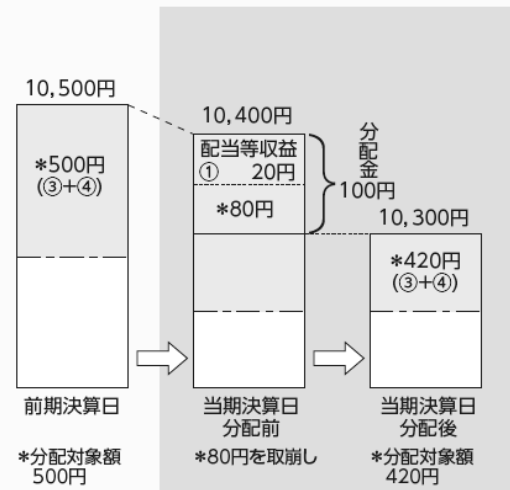 10,500円
*500円
(③+④)
前期決算日
*分配対象額
500円
10,400円
配当等収益
① 20円
*80円
分配金
100円
当期決算日
分配前
*80円を取崩し
10,300円
*420円
(③+④)
当期決算日
分配後
*分配対象額
420円